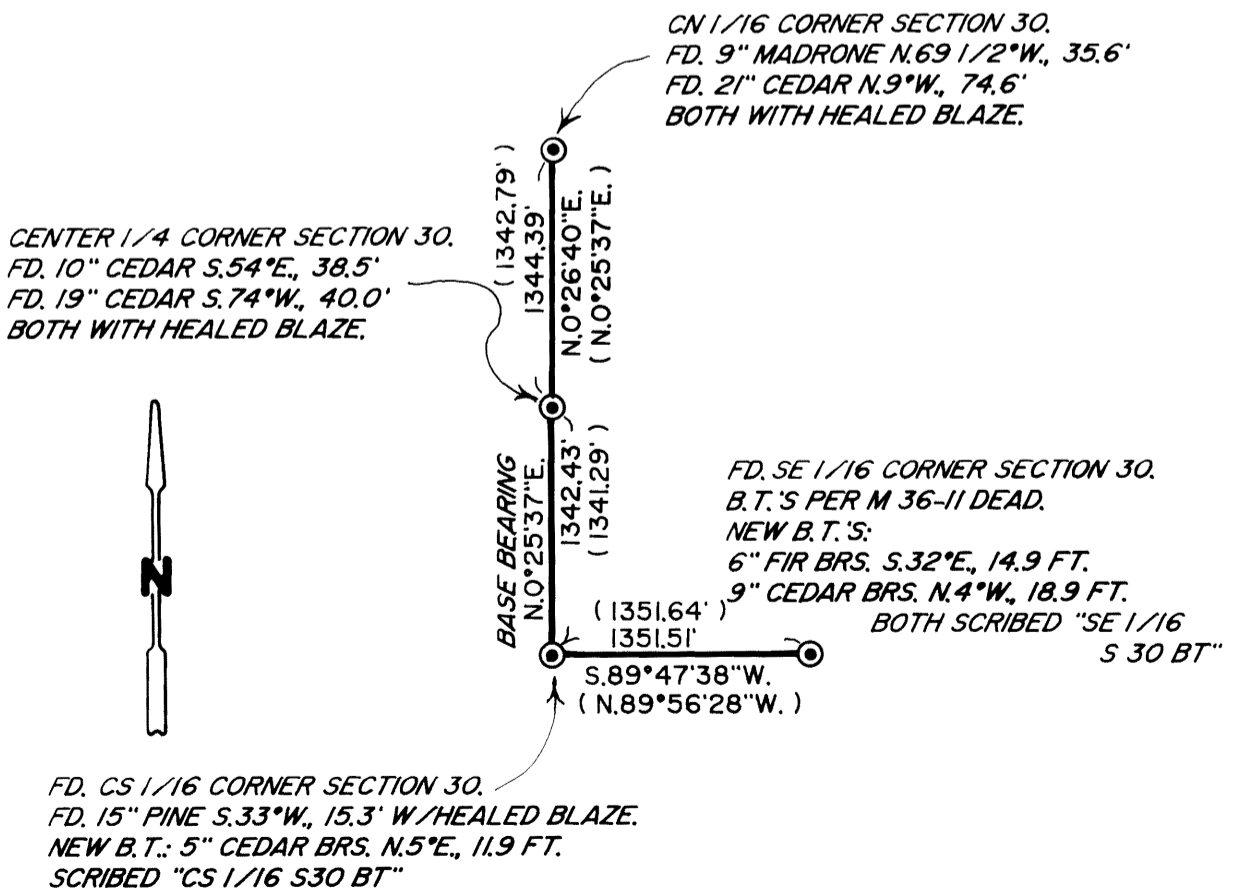 CN 1/16 CORNER SECTION 30.
FD. 9" MADRONE N.69 1/2°W., 35.6'
FD. 21" CEDAR N.9°W., 74.6'
BOTH WITH HEALED BLAZE.
(1342.79')
1344.39'
N.0°26'40"E.
(N.0°25'37"E.)
CENTER 1/4 CORNER SECTION 30.
FD. 10" CEDAR S.54°E., 38.5'
FD. 19" CEDAR S.74°W., 40.0'
BOTH WITH HEALED BLAZE.
N
BASE BEARING
N.0°25'37"E.
1342.43'
(1341.29')
FD. SE 1/16 CORNER SECTION 30.
B.T.'S PER M 36-11 DEAD.
NEW B.T.'S:
6" FIR BRS. S.32°E., 14.9 FT.
9" CEDAR BRS. N.4°W., 18.9 FT.
BOTH SCRIBED "SE 1/16
S 30 BT"
(1351.64')
1351.51'
S.89°47'38"W.
(N.89°56'28"W.)
FD. CS 1/16 CORNER SECTION 30.
FD. 15" PINE S.33°W., 15.3' W/HEALED BLAZE.
NEW B.T.: 5" CEDAR BRS. N.5°E., 11.9 FT.
SCRIBED "CS 1/16 S30 BT"